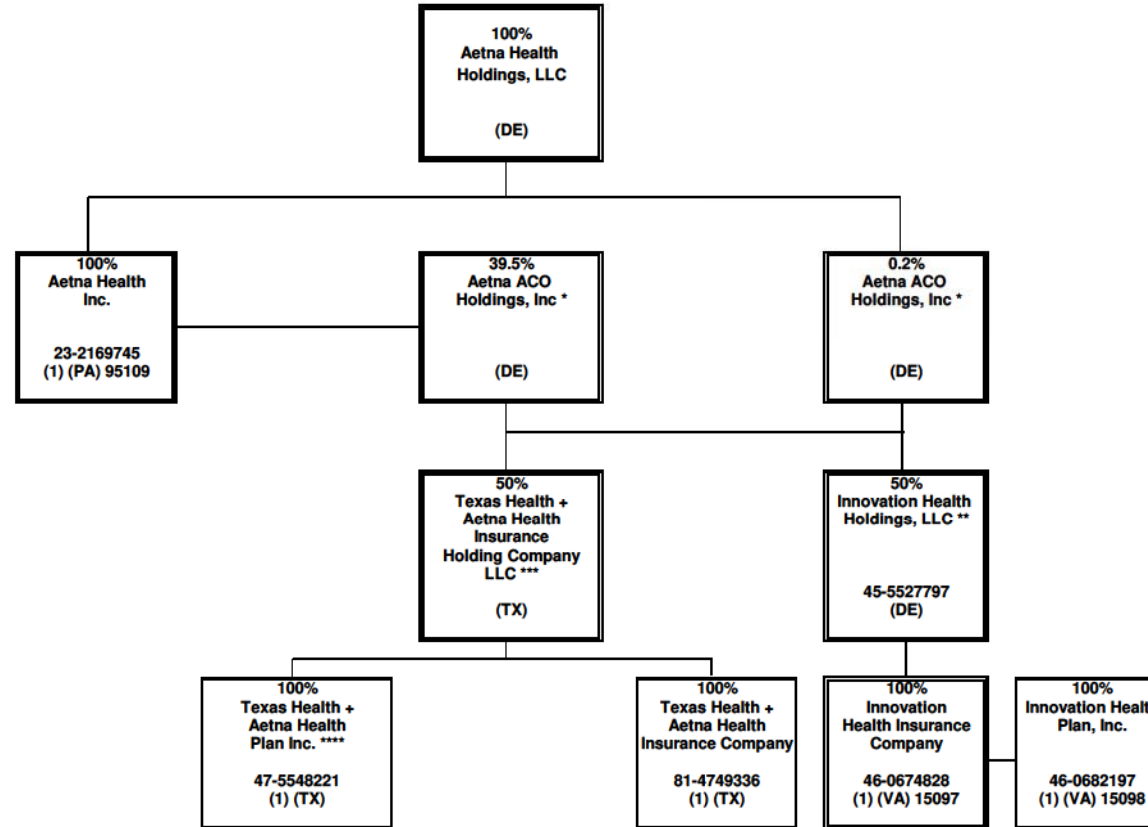 100%
Aetna Health
Holdings, LLC
(DE)
100%
Aetna Health
Inc.
23-2169745
(1) (PA) 95109
39.5%
Aetna ACO
Holdings, Inc *
(DE)
0.2%
Aetna ACO
Holdings, Inc *
(DE)
50%
Texas Health +
Aetna Health
Insurance
Holding Company
LLC ***
(TX)
50%
Innovation Health
Holdings, LLC **
45-5527797
(DE)
100%
Texas Health +
Aetna Health
Plan Inc. ****
47-5548221
(1) (TX)
100%
Texas Health +
Aetna Health
Insurance Company
81-4749336
(1) (TX)
100%
Innovation
Health Insurance
Company
46-0674828
(1) (VA) 15097
100%
Innovation Healt
Plan, Inc.
46-0682197
(1) (VA) 15098